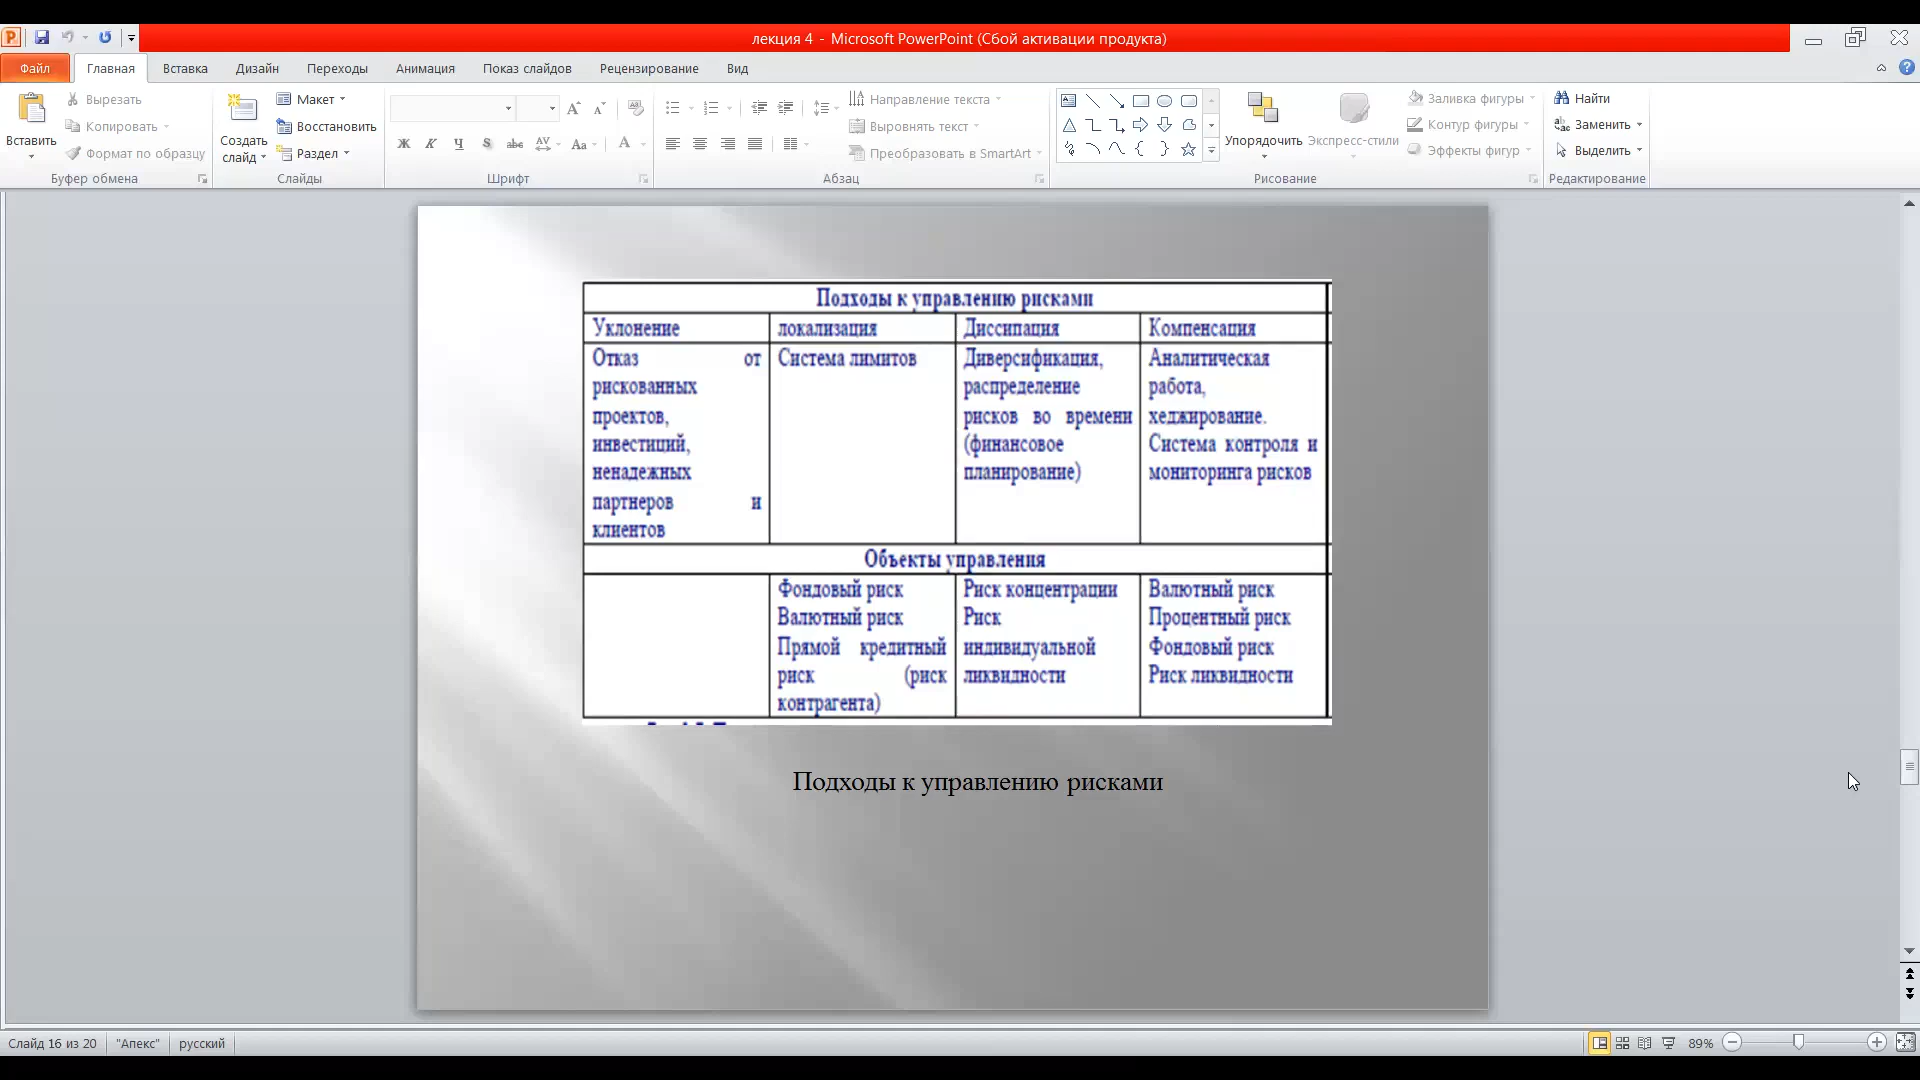 лекция 4 - Microsoft PowerPoint (Сбой активации продукта)
Файл Главная Вставка Дизайн Переходы Анимация Показ слайдов Рецензирование Вид
Вставить
Вырезать
Копировать
Формат по образцу
Буфер обмена
Создать
слайд
Макет
Восстановить
Раздел
Слайды
Ж К Ч S abc AV Aa A
Шрифт
Направление текста
Выровнять текст
Преобразовать в SmartArt
Абзац
Упорядочить
Экспресс-стили
Заливка фигуры
Контур фигуры
Эффекты фигур
Рисование
Найти
Заменить
Выделить
Редактирование
Подходы к управлению рисками
Уклонение
локализация
Диссипация
Компенсация
Отказ от
рискованных
проектов,
инвестиций,
ненадежных
партнеров и
клиентов
Система лимитов
Диверсификация,
распределение
рисков во времени
(финансовое
планирование)
Аналитическая
работа,
хеджирование.
Система контроля и
мониторинга рисков
Объекты управления
Фондовый риск
Валютный риск
Прямой кредитный
риск (риск
контрагента)
Риск концентрации
Риск
индивидуальной
ликвидности
Валютный риск
Процентный риск
Фондовый риск
Риск ликвидности
Подходы к управлению рисками
Слайд 16 из 20 "Апекс" русский 89%